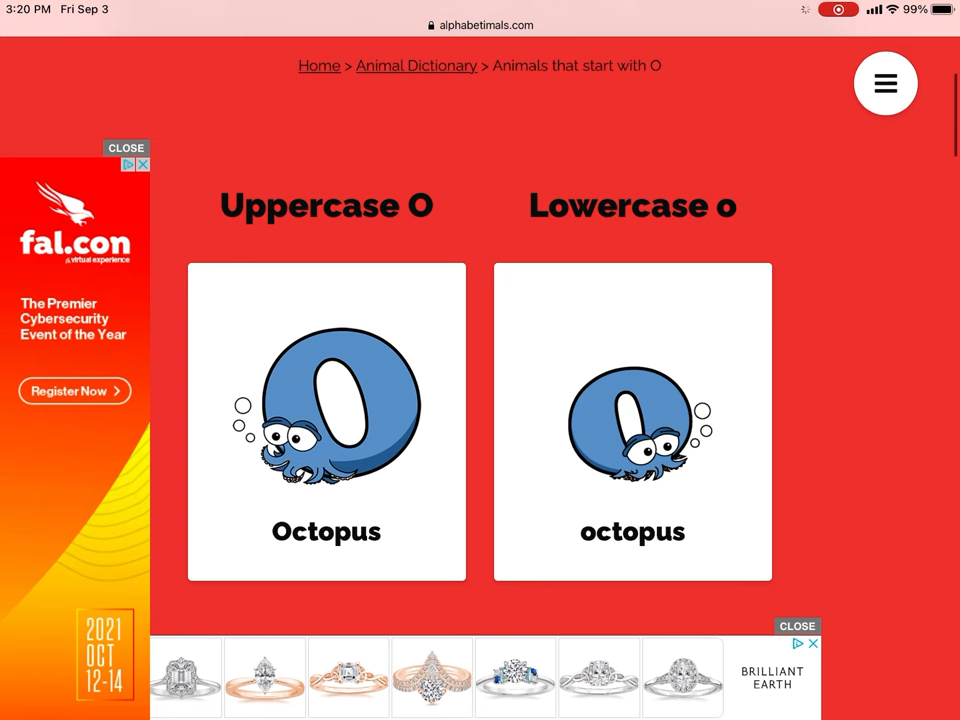 3:20 PM Fri Sep 3
99%
alphabetimals.com
Home > Animal Dictionary > Animals that start with O
CLOSE
fal.con
A virtual experience
The Premier
Cybersecurity
Event of the Year
Register Now >
2021
OCT
12-14
Uppercase O
Lowercase o
O
O
Octopus
octopus
CLOSE
BRILLIANT
EARTH